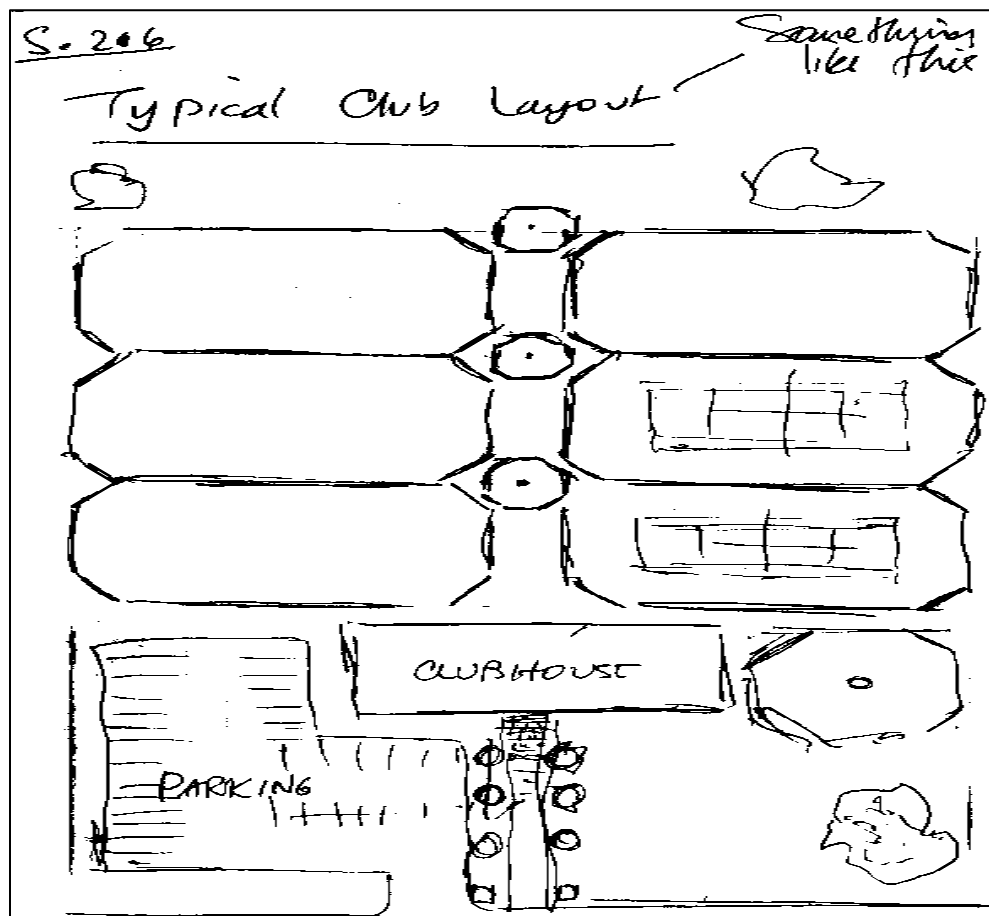 S. 206
Something
like this
Typical Club Layout
CLUBHOUSE
PARKING